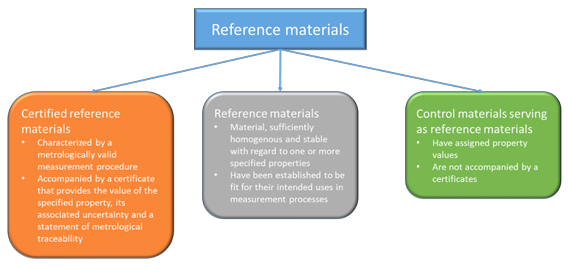 Reference materials
Certified reference
materials
• Characterized by a
metrologically valid
measurement procedure
• Accompanied by a certificate
that provides the value of the
specified property, its
associated uncertainty and a
statement of metrological
traceability
Reference materials
• Material, sufficiently
homogenous and stable
with regard to one or more
specified properties
• Have been established to be
fit for their intended uses in
measurement processes
Control materials serving
as reference materials
• Have assigned property
values
• Are not accompanied by a
certificates